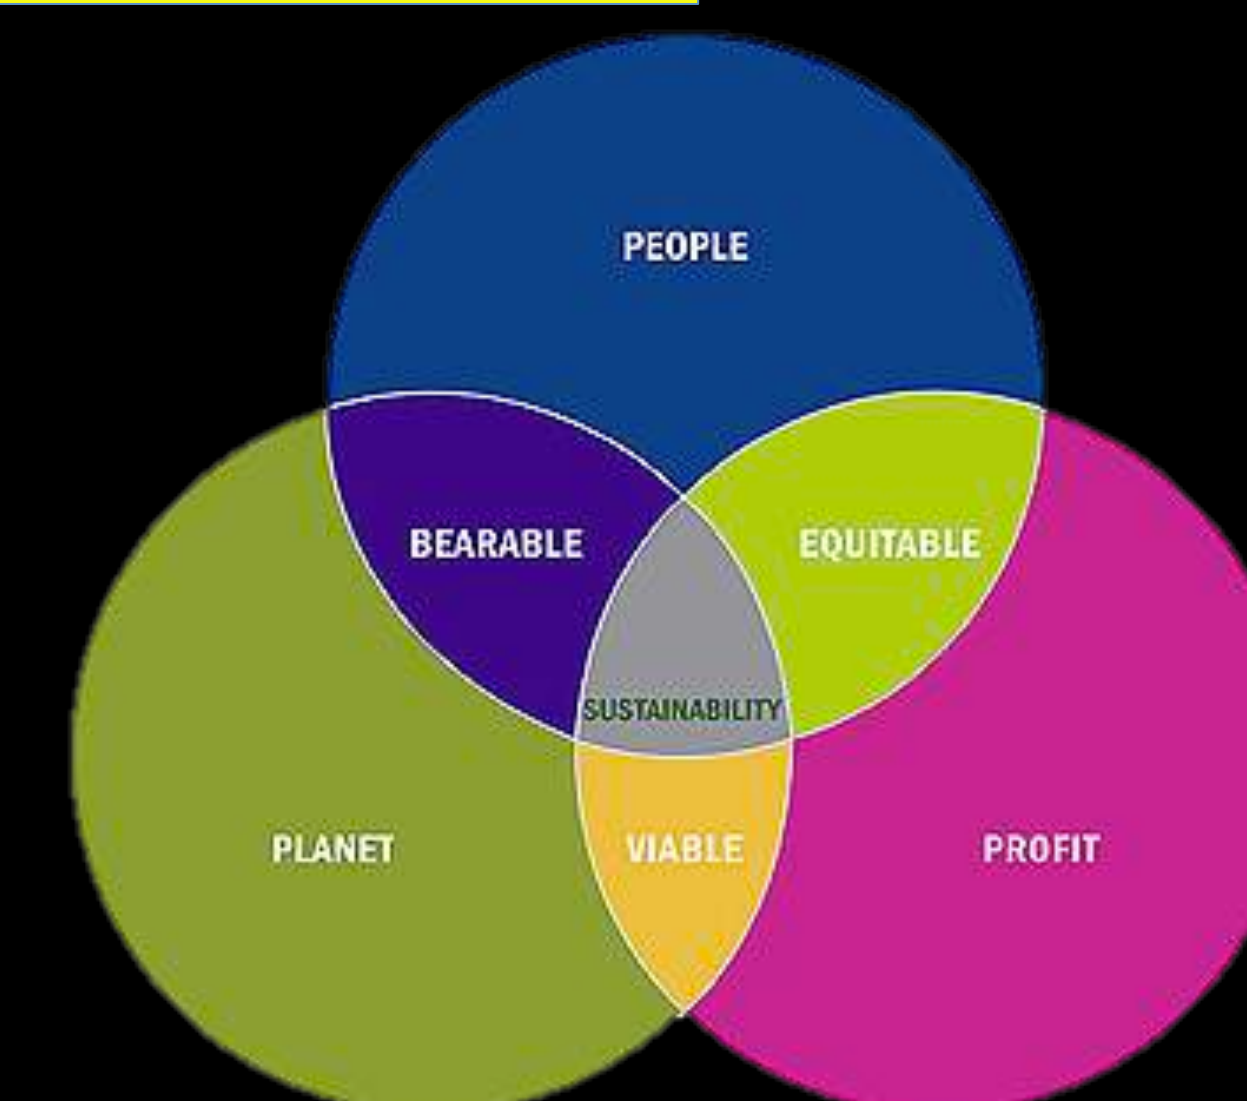 PEOPLE
BEARABLE
EQUITABLE
SUSTAINABILITY
PLANET
VIABLE
PROFIT